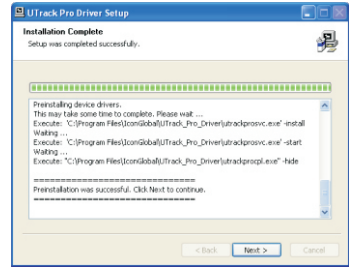 UTrack Pro Driver Setup
Installation Complete
Setup was completed successfully.
Preinstalling device drivers.
This may take some time to complete. Please wait ...
Execute: 'C:\Program Files\IconGlobal\UTrack_Pro_Driver\utrackprosvc.exe' -install
Waiting ...
Execute: 'C:\Program Files\IconGlobal\UTrack_Pro_Driver\utrackprosvc.exe' -start
Waiting ...
Execute: "C:\Program Files\IconGlobal\UTrack_Pro_Driver\utrackprocpl.exe" -hide
==============================
Preinstallation was successful. Click Next to continue.
==============================
< Back
Next >
Cancel